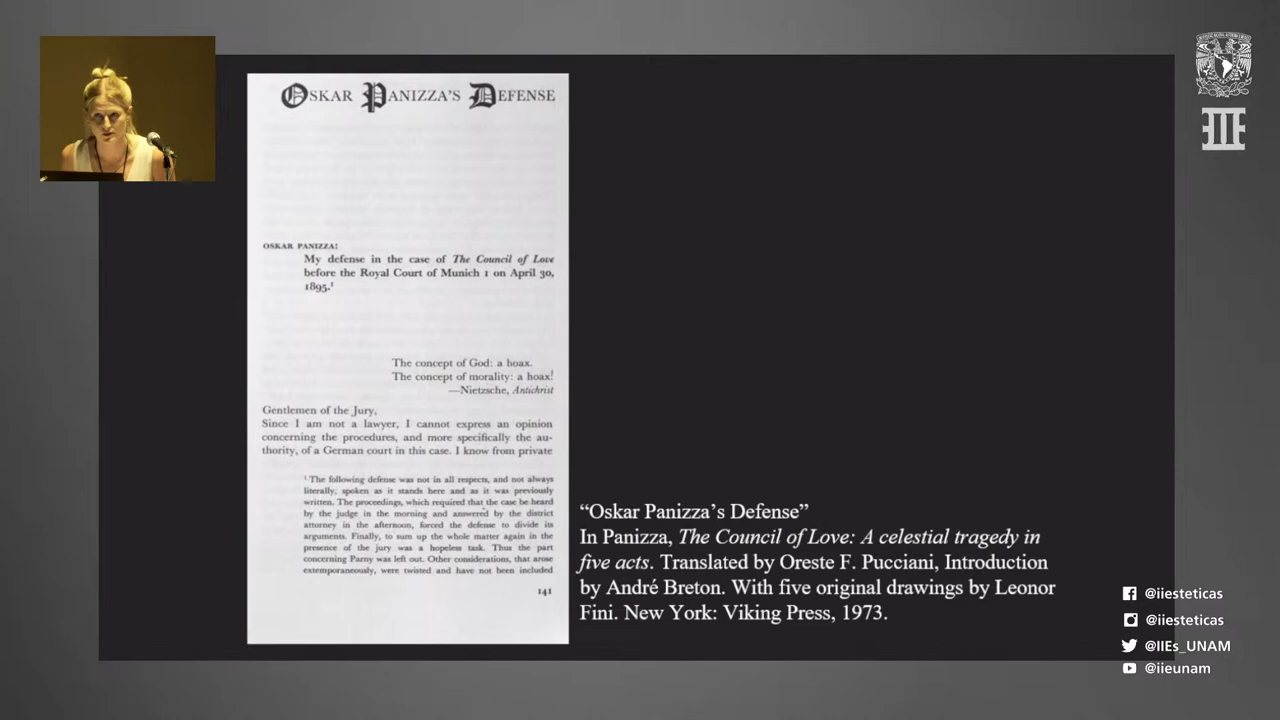 OSKAR PANIZZA'S DEFENSE
OSKAR PANIZZA:
My defense in the case of The Council of Love
before the Royal Court of Munich 1 on April 30,
1895.¹
The concept of God: a hoax.
The concept of morality: a hoax!
—Nietzsche, Antichrist
Gentlemen of the Jury,
Since I am not a lawyer, I cannot express an opinion
concerning the procedures, and more specifically the au-
thority, of a German court in this case. I know from private
¹ The following defense was not in all respects, and not always
literally, spoken as it stands here and as it was previously
written. The proceedings, which required that the case be heard
by the judge in the morning and answered by the district
attorney in the afternoon, forced the defense to divide its
arguments. Finally, to sum up the whole matter again in the
presence of the jury was a hopeless task. Thus the part
concerning Parny was left out. Other considerations, that arose
extemporaneously, were twisted and have not been included
141
“Oskar Panizza’s Defense”
In Panizza, The Council of Love: A celestial tragedy in
five acts. Translated by Oreste F. Pucciani, Introduction
by André Breton. With five original drawings by Leonor
Fini. New York: Viking Press, 1973.
@iiesteticas
@iiesteticas
@IIEs_UNAM
@iieunam